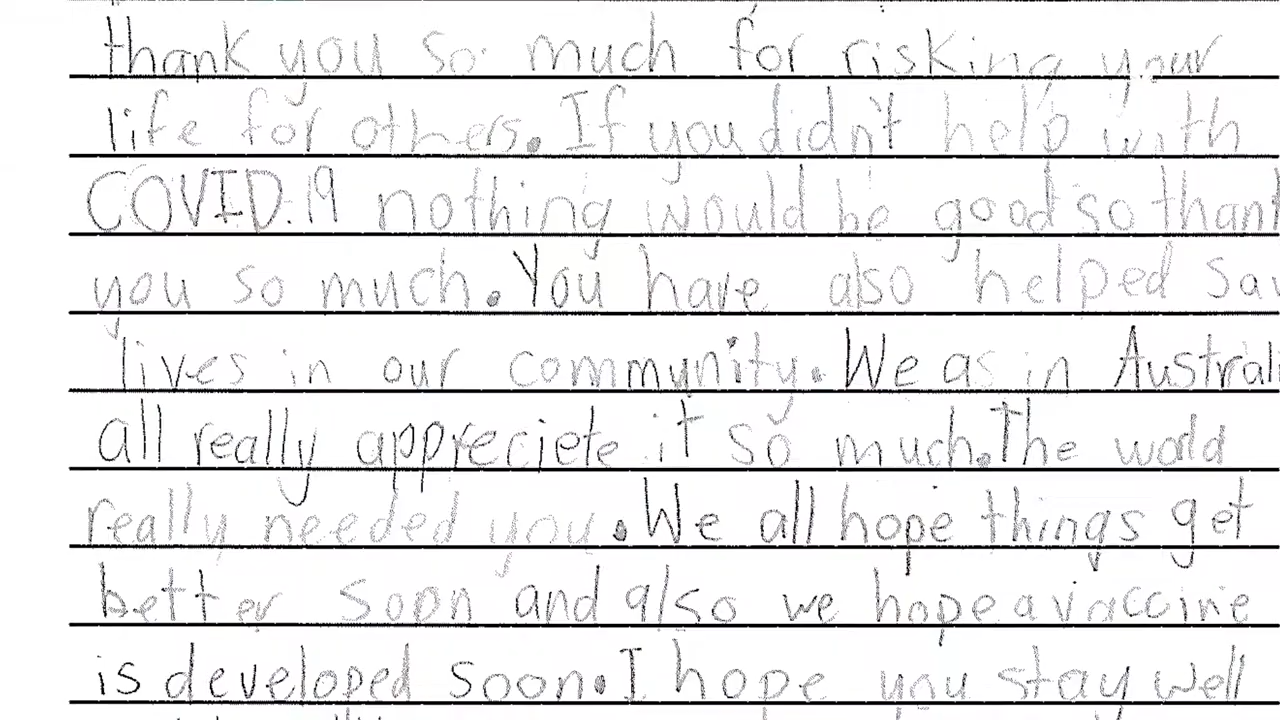 thank you so much for risking your
life for others. If you didn't help with
COVID.19 nothing would be good so thank
you so much. You have also helped sav
lives in our community. We as in Australi
all really appreciete it so much. The world
really needed you. We all hope things get
better soon and also we hope a vaccine
is developed soon. I hope you stay well